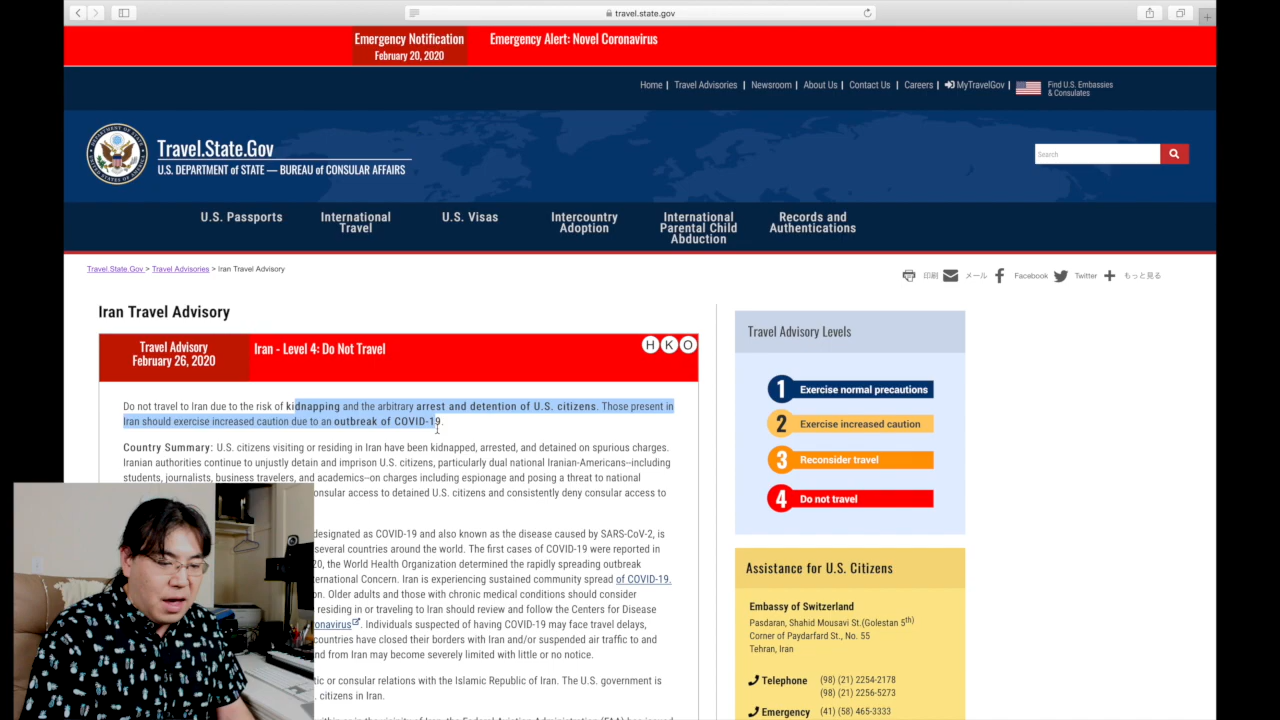 travel.state.gov
Emergency Notification
February 20, 2020
Emergency Alert: Novel Coronavirus
Home | Travel Advisories | Newsroom | About Us | Contact Us | Careers | MyTravelGov | Find U.S. Embassies
& Consulates
Travel.State.Gov
U.S. DEPARTMENT of STATE — BUREAU of CONSULAR AFFAIRS
Search
U.S. Passports
International
Travel
U.S. Visas
Intercountry
Adoption
International
Parental Child
Abduction
Records and
Authentications
Travel.State.Gov > Travel Advisories > Iran Travel Advisory
印刷 メール Facebook Twitter もっと見る
Iran Travel Advisory
Travel Advisory
February 26, 2020
Iran - Level 4: Do Not Travel
H K O
Do not travel to Iran due to the risk of kidnapping and the arbitrary arrest and detention of U.S. citizens. Those present in
Iran should exercise increased caution due to an outbreak of COVID-19.
Country Summary: U.S. citizens visiting or residing in Iran have been kidnapped, arrested, and detained on spurious charges.
Iranian authorities continue to unjustly detain and imprison U.S. citizens, particularly dual national Iranian-Americans--including
students, journalists, business travelers, and academics--on charges including espionage and posing a threat to national
onsular access to detained U.S. citizens and consistently deny consular access to
designated as COVID-19 and also known as the disease caused by SARS-CoV-2, is
several countries around the world. The first cases of COVID-19 were reported in
20, the World Health Organization determined the rapidly spreading outbreak
ternational Concern. Iran is experiencing sustained community spread of COVID-19.
on. Older adults and those with chronic medical conditions should consider
residing in or traveling to Iran should review and follow the Centers for Disease
onavirus. Individuals suspected of having COVID-19 may face travel delays,
countries have closed their borders with Iran and/or suspended air traffic to and
nd from Iran may become severely limited with little or no notice.
tic or consular relations with the Islamic Republic of Iran. The U.S. government is
. citizens in Iran.
Travel Advisory Levels
1 Exercise normal precautions
2 Exercise increased caution
3 Reconsider travel
4 Do not travel
Assistance for U.S. Citizens
Embassy of Switzerland
Pasdaran, Shahid Mousavi St.(Golestan 5th)
Corner of Paydarfard St., No. 55
Tehran, Iran
Telephone (98) (21) 2254-2178
(98) (21) 2256-5273
Emergency (41) (58) 465-3333